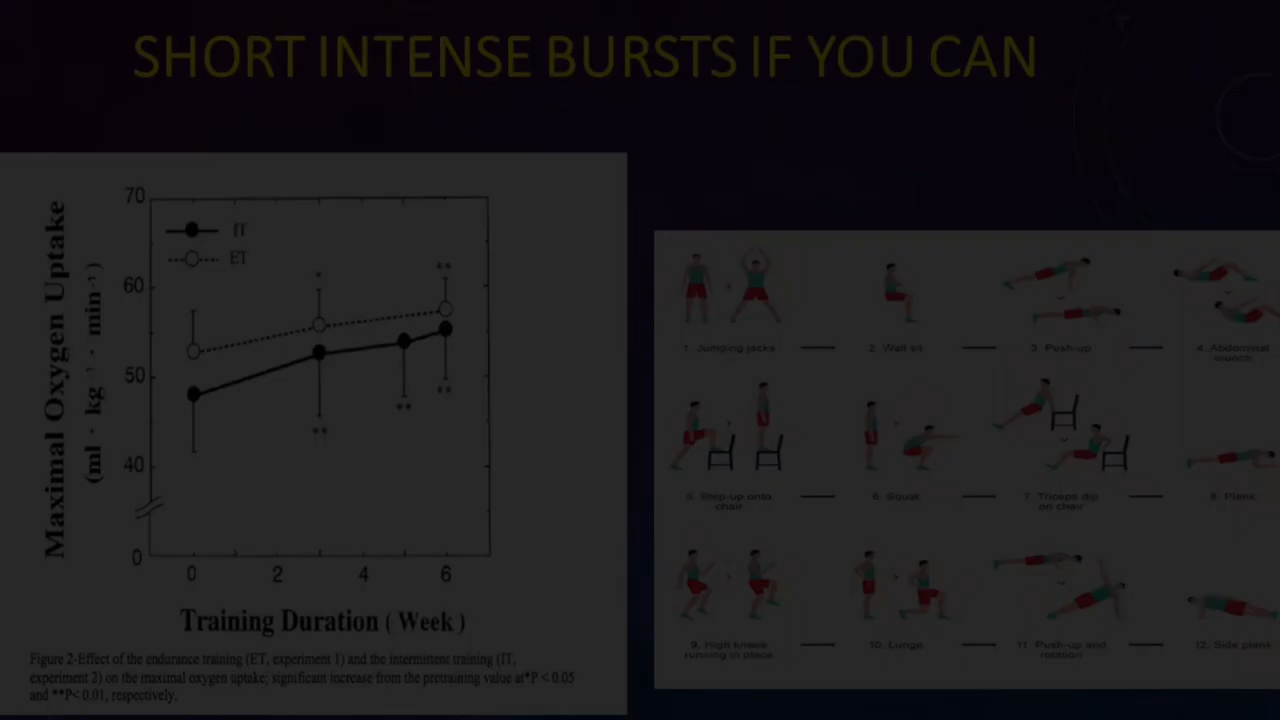 SHORT INTENSE BURSTS IF YOU CAN
Maximal Oxygen Uptake
(ml · kg⁻¹ · min⁻¹)
70
60
50
40
0
IT
ET
*
**
**
**
**
0 2 4 6
Training Duration ( Week )
Figure 2-Effect of the endurance training (ET, experiment 1) and the intermittent training (IT,
experiment 2) on the maximal oxygen uptake; significant increase from the pretraining value at*P < 0.05
and **P< 0.01, respectively.
1. Jumping jacks
2. Wall sit
3. Push-up
4. Abdominal
crunch
5. Step-up onto
chair
6. Squat
7. Triceps dip
on chair
8. Plank
9. High knees
running in place
10. Lunge
11. Push-up and
rotation
12. Side plank